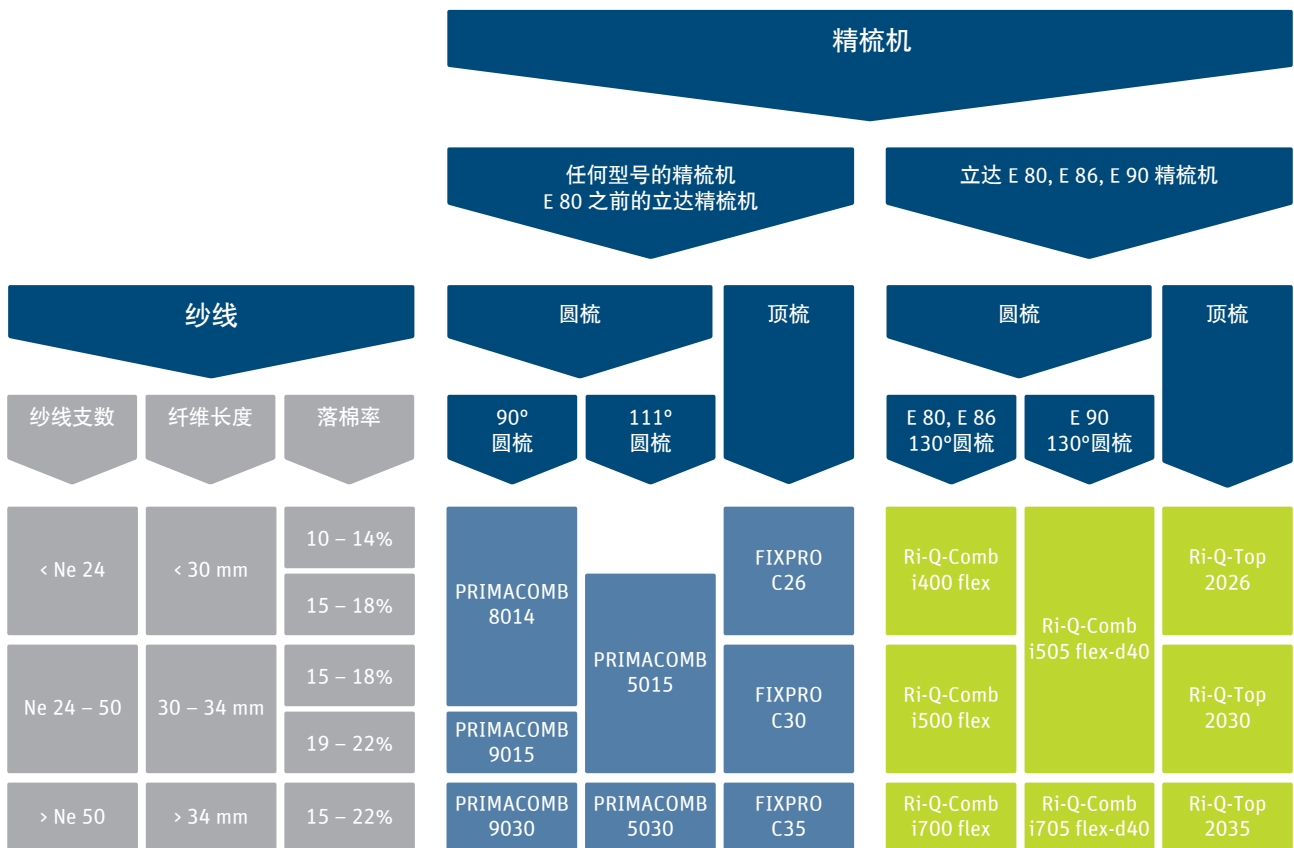 精梳机
任何型号的精梳机
E 80 之前的立达精梳机
立达 E 80, E 86, E 90 精梳机
纱线
圆梳
顶梳
圆梳
顶梳
纱线支数
纤维长度
落棉率
90°
圆梳
111°
圆梳
E 80, E 86
130°圆梳
E 90
130°圆梳
< Ne 24
< 30 mm
10 – 14%
15 – 18%
PRIMACOMB
8014
PRIMACOMB
5015
FIXPRO
C26
Ri-Q-Comb
i400 flex
Ri-Q-Comb
i505 flex-d40
Ri-Q-Top
2026
Ne 24 – 50
30 – 34 mm
15 – 18%
19 – 22%
PRIMACOMB
9015
FIXPRO
C30
Ri-Q-Comb
i500 flex
Ri-Q-Top
2030
> Ne 50
> 34 mm
15 – 22%
PRIMACOMB
9030
PRIMACOMB
5030
FIXPRO
C35
Ri-Q-Comb
i700 flex
Ri-Q-Comb
i705 flex-d40
Ri-Q-Top
2035